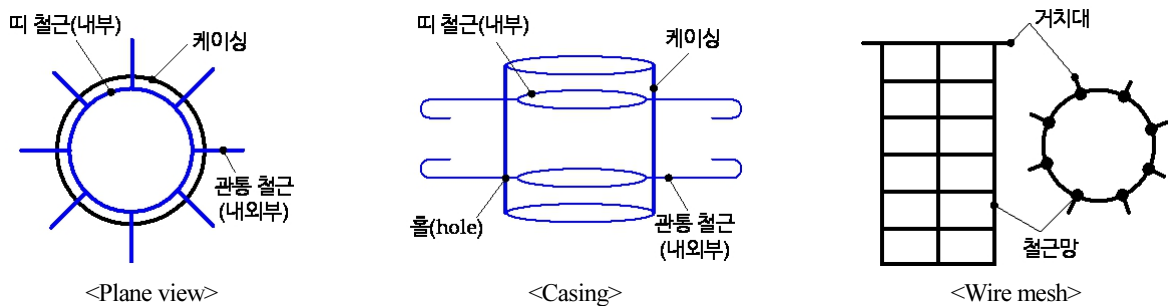 띠 철근(내부)
케이싱
관통 철근
(내외부)
<Plane view>
띠 철근(내부)
케이싱
홀(hole)
관통 철근
(내외부)
<Casing>
거치대
철근망
<Wire mesh>